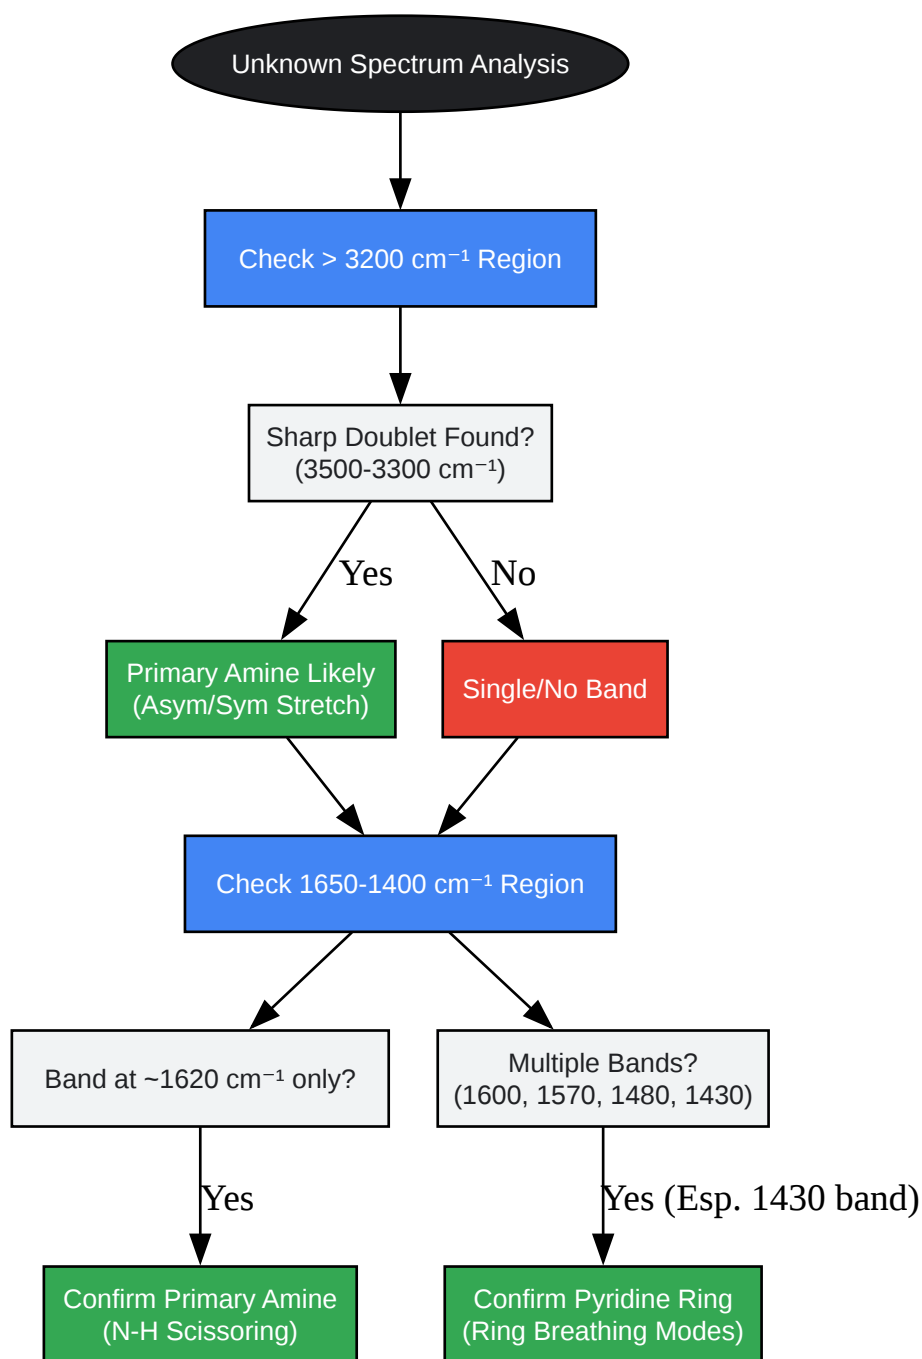 Unknown Spectrum Analysis
Check > 3200 cm⁻¹ Region
Sharp Doublet Found?
(3500-3300 cm⁻¹)
Yes
No
Primary Amine Likely
(Asym/Sym Stretch)
Single/No Band
Check 1650-1400 cm⁻¹ Region
Band at ~1620 cm⁻¹ only?
Multiple Bands?
(1600, 1570, 1480, 1430)
Yes
Yes (Esp. 1430 band)
Confirm Primary Amine
(N-H Scissoring)
Confirm Pyridine Ring
(Ring Breathing Modes)